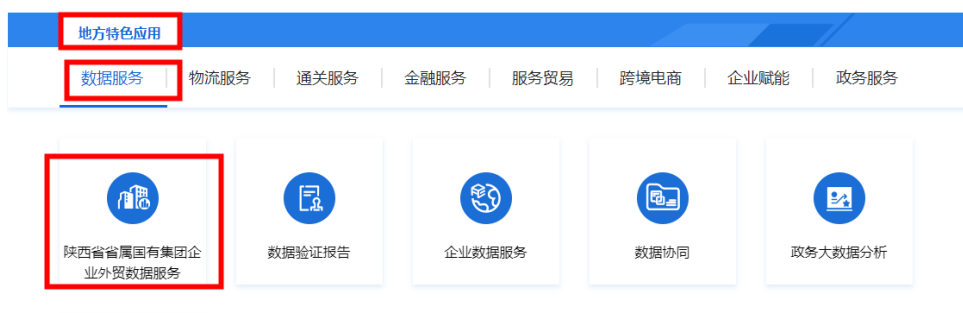 地方特色应用
数据服务 物流服务 通关服务 金融服务 服务贸易 跨境电商 企业赋能 政务服务
陕西省省属国有集团企
业外贸数据服务
数据验证报告
企业数据服务
数据协同
政务大数据分析